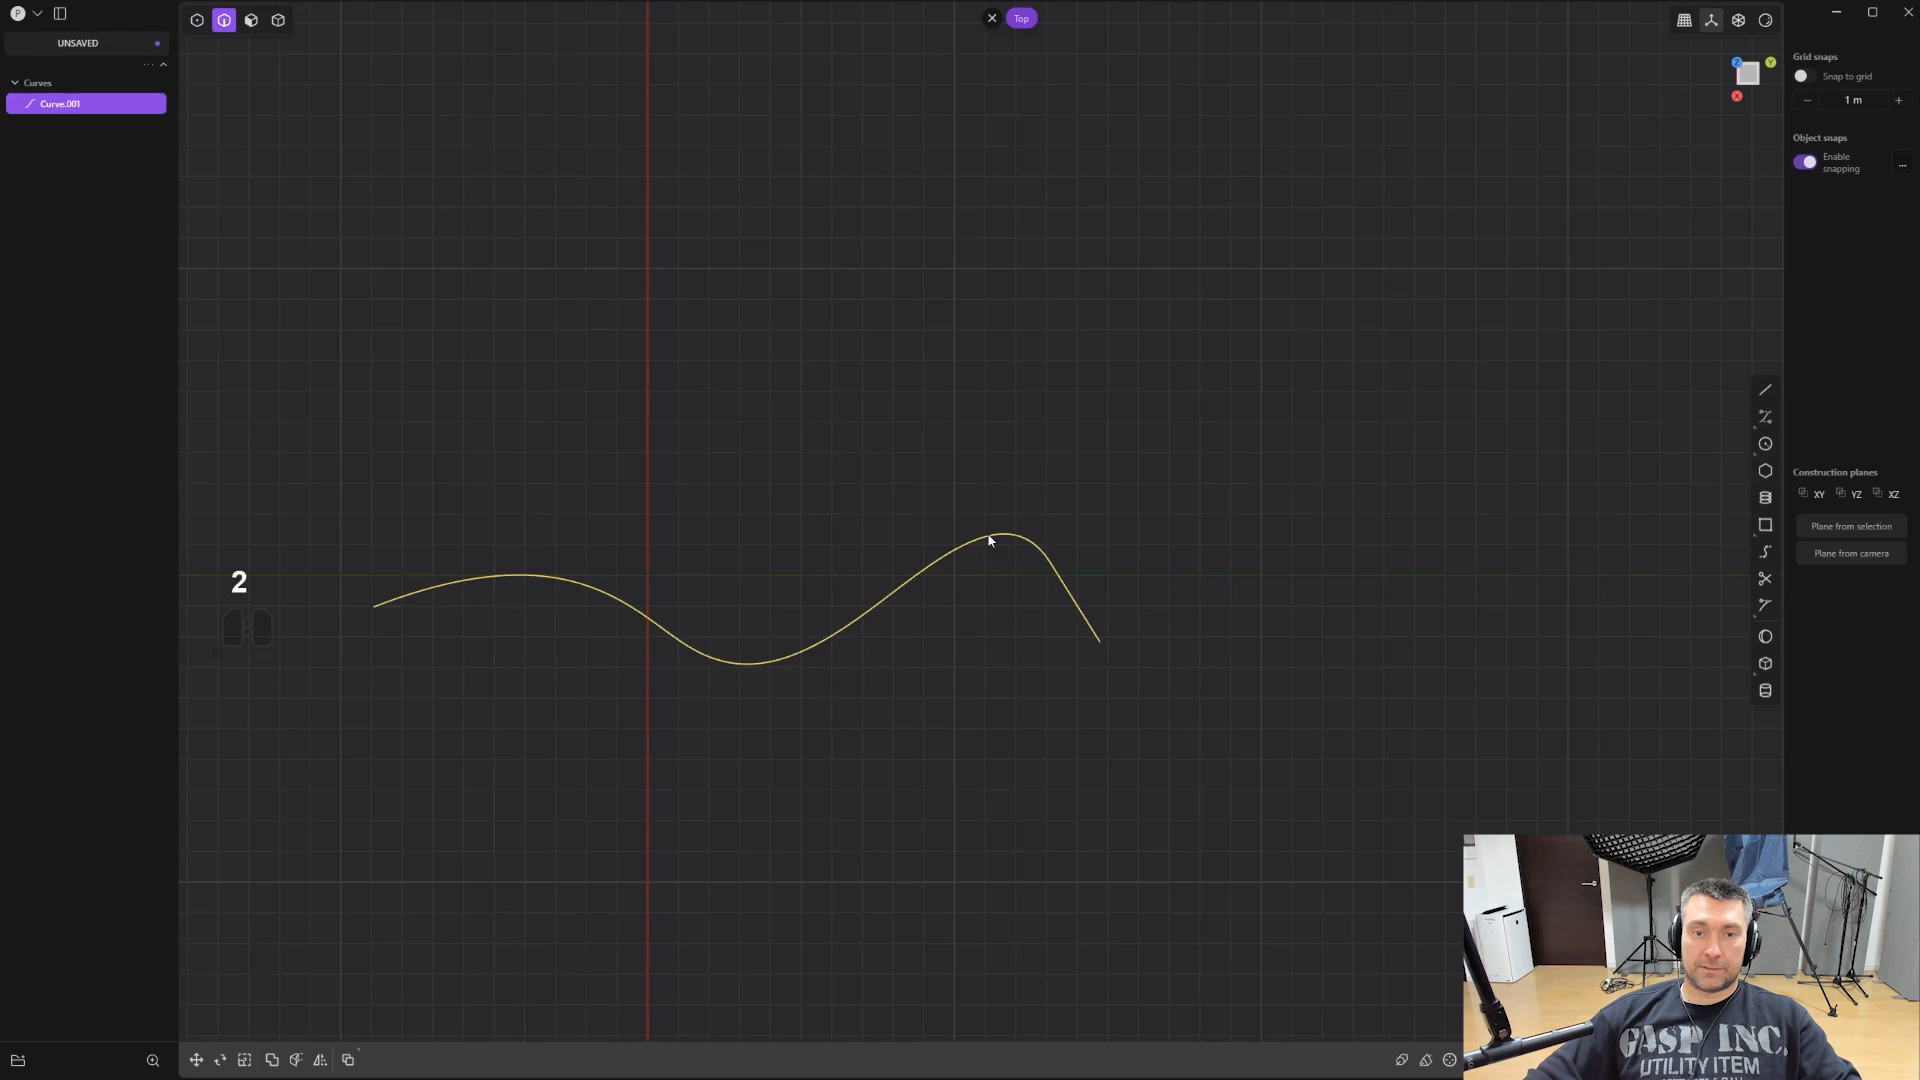 P
UNSAVED
Top
Curves
Curve.001
Z
Y
X
Grid snaps
Snap to grid
1 m
Object snaps
Enable
snapping
...
Construction planes
XY
YZ
XZ
Plane from selection
Plane from camera
2
GASP INC.
UTILITY ITEM